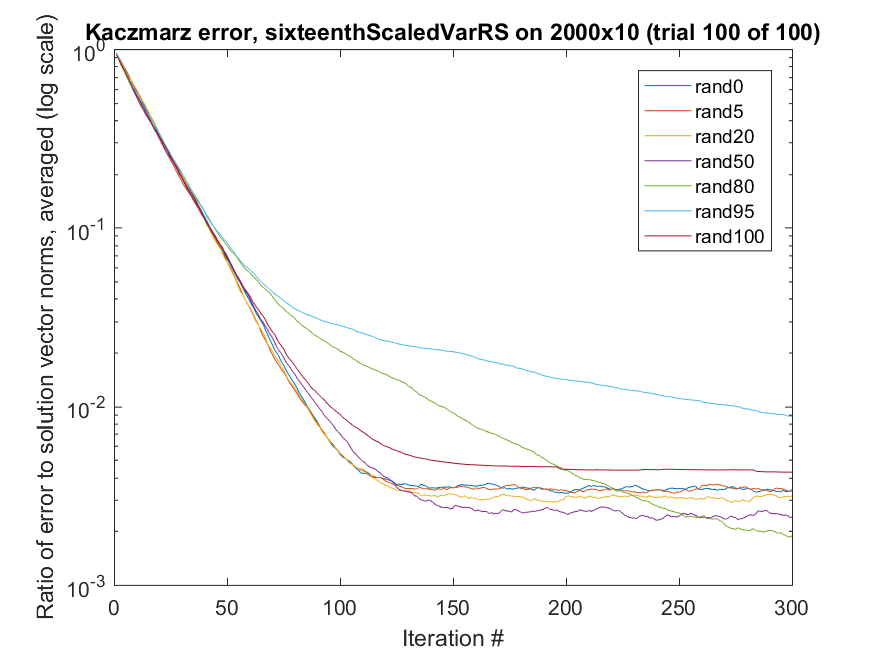 Kaczmarz error, sixteenthScaledVarRS on 2000x10 (trial 100 of 100)
Ratio of error to solution vector norms, averaged (log scale)
10^0
10^-1
10^-2
10^-3
rand0
rand5
rand20
rand50
rand80
rand95
rand100
0 50 100 150 200 250 300
Iteration #